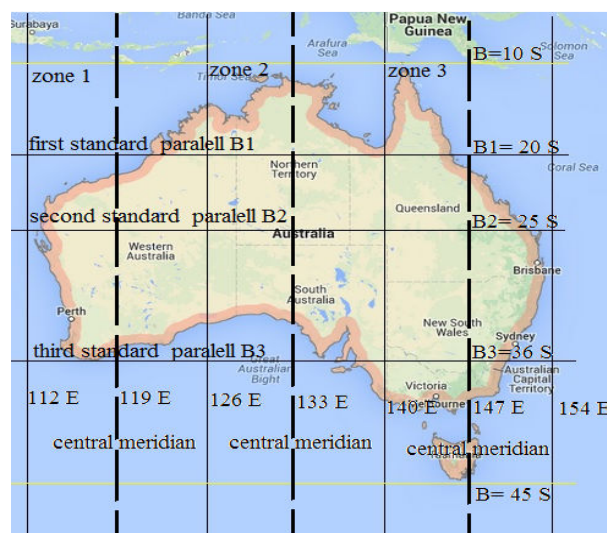 Surabaya
Banda Sea
Papua New
Guinea
Arafura
Sea
Solomon
Sea
B=10 S
zone 1
zone 2
zone 3
Timor Sea
first standard paralell B1
B1= 20 S
Northern
Territory
Coral Sea
second standard paralell B2
Queensland
B2= 25 S
Australia
Western
Australia
Brisbane
South
Australia
Perth
New South
Wales
Sydney
third standard paralell B3
B3=36 S
Great
Australian
Bight
Australian
Capital
Territory
Victoria
Melbourne
112 E
119 E
126 E
133 E
140 E
147 E
154 E
central meridian
central meridian
central meridian
B= 45 S